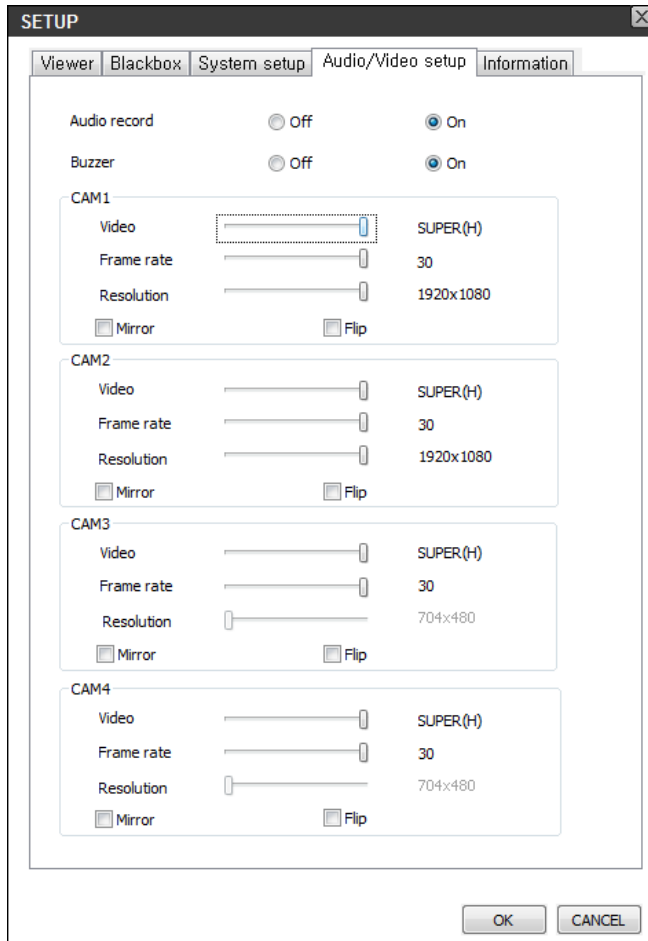 SETUP
Viewer Blackbox System setup Audio/Video setup Information
Audio record Off On
Buzzer Off On
CAM1
Video SUPER(H)
Frame rate 30
Resolution 1920x1080
Mirror Flip
CAM2
Video SUPER(H)
Frame rate 30
Resolution 1920x1080
Mirror Flip
CAM3
Video SUPER(H)
Frame rate 30
Resolution 704x480
Mirror Flip
CAM4
Video SUPER(H)
Frame rate 30
Resolution 704x480
Mirror Flip
OK CANCEL